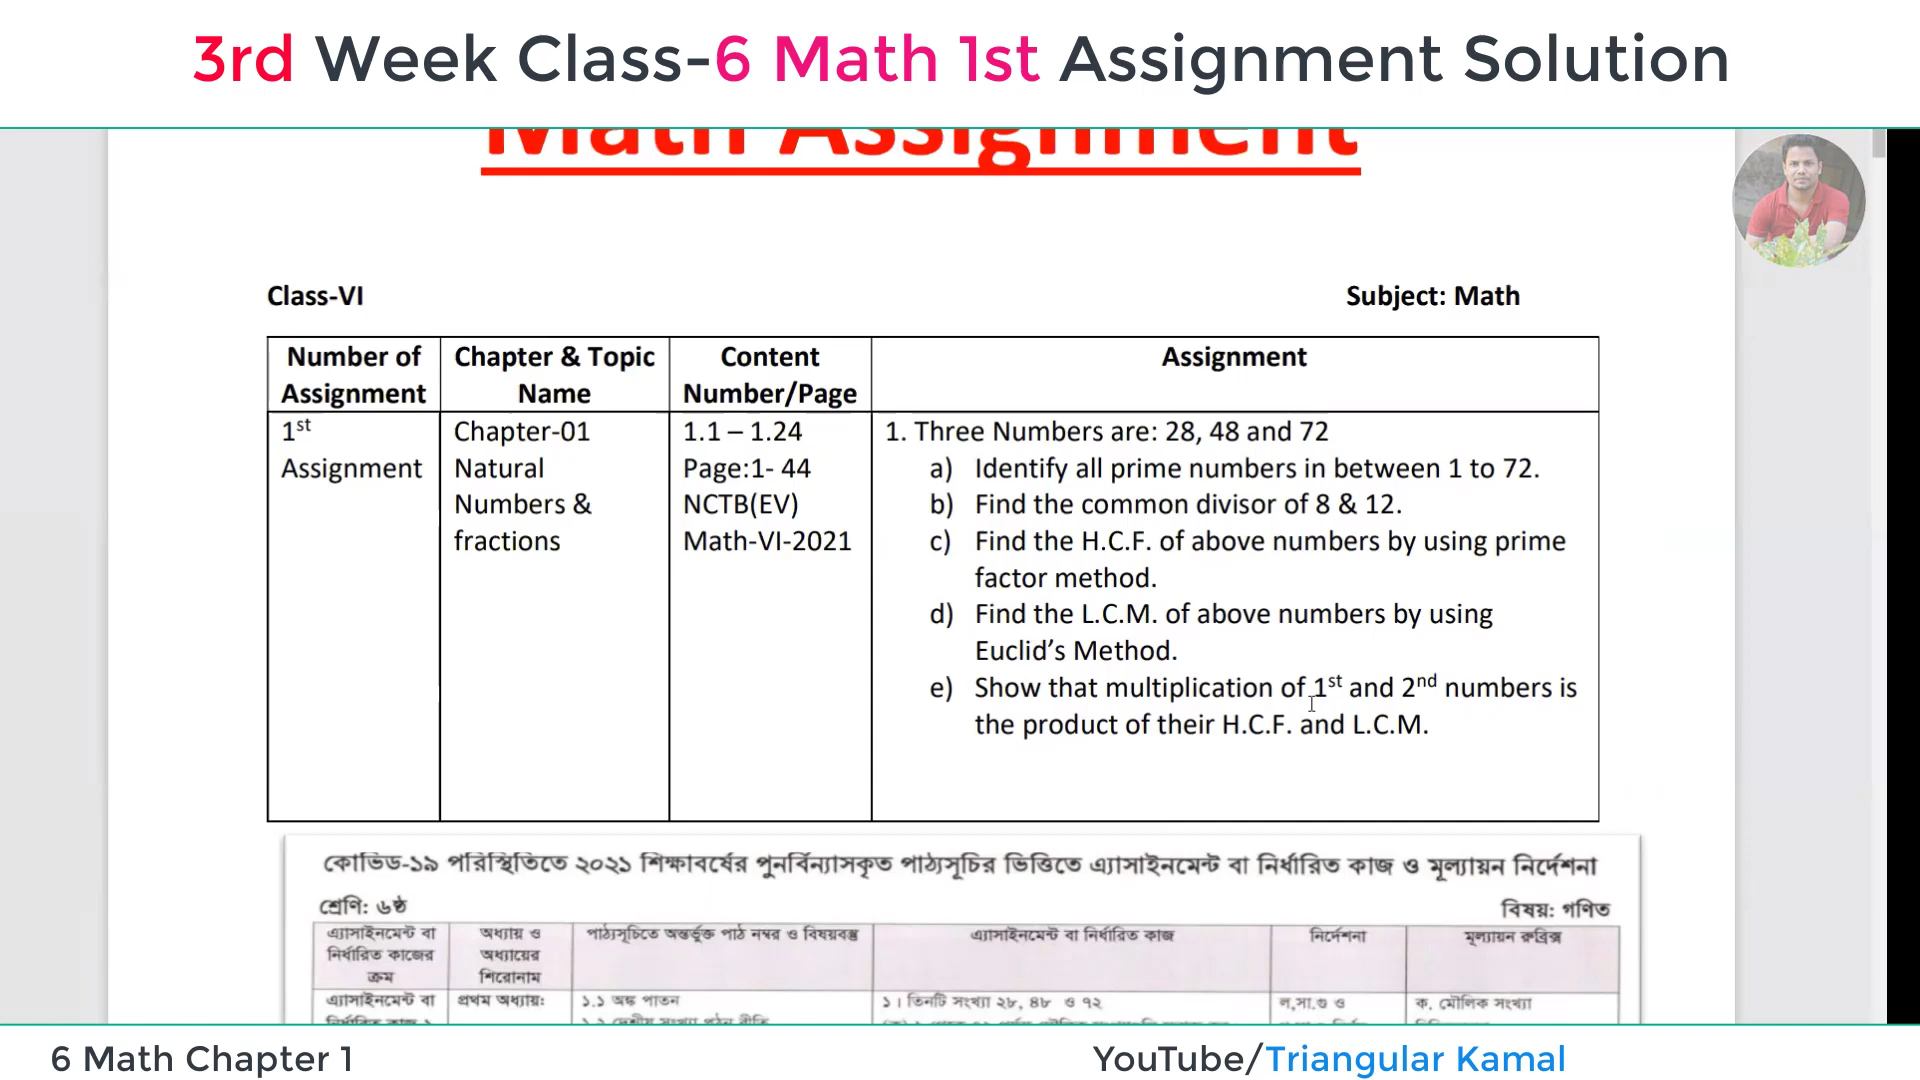 3rd Week Class-6 Math 1st Assignment Solution
Math Assignment
Class-VI
Subject: Math
Number of
Assignment
Chapter & Topic
Name
Content
Number/Page
Assignment
1st
Assignment
Chapter-01
Natural
Numbers &
fractions
1.1 – 1.24
Page:1- 44
NCTB(EV)
Math-VI-2021
1. Three Numbers are: 28, 48 and 72
a) Identify all prime numbers in between 1 to 72.
b) Find the common divisor of 8 & 12.
c) Find the H.C.F. of above numbers by using prime
factor method.
d) Find the L.C.M. of above numbers by using
Euclid’s Method.
e) Show that multiplication of 1st and 2nd numbers is
the product of their H.C.F. and L.C.M.
কোভিড-১৯ পরিস্থিতিতে ২০২১ শিক্ষাবর্ষের পুনর্বিন্যাসকৃত পাঠ্যসূচির ভিত্তিতে এ্যাসাইনমেন্ট বা নির্ধারিত কাজ ও মূল্যায়ন নির্দেশনা
শ্রেণি: ৬ষ্ঠ
বিষয়: গণিত
এ্যাসাইনমেন্ট বা
নির্ধারিত কাজের
ক্রম
অধ্যায় ও
অধ্যায়ের
শিরোনাম
পাঠ্যসূচিতে অন্তর্ভুক্ত পাঠ নম্বর ও বিষয়বস্তু
এ্যাসাইনমেন্ট বা নির্ধারিত কাজ
নির্দেশনা
মূল্যায়ন রুব্রিক্স
এ্যাসাইনমেন্ট বা
প্রথম অধ্যায়:
১.১ অঙ্ক পাতন
১। তিনটি সংখ্যা ২৮, ৪৮ ও ৭২
ল.সা.গু ও
ক. মৌলিক সংখ্যা
6 Math Chapter 1
YouTube/Triangular Kamal